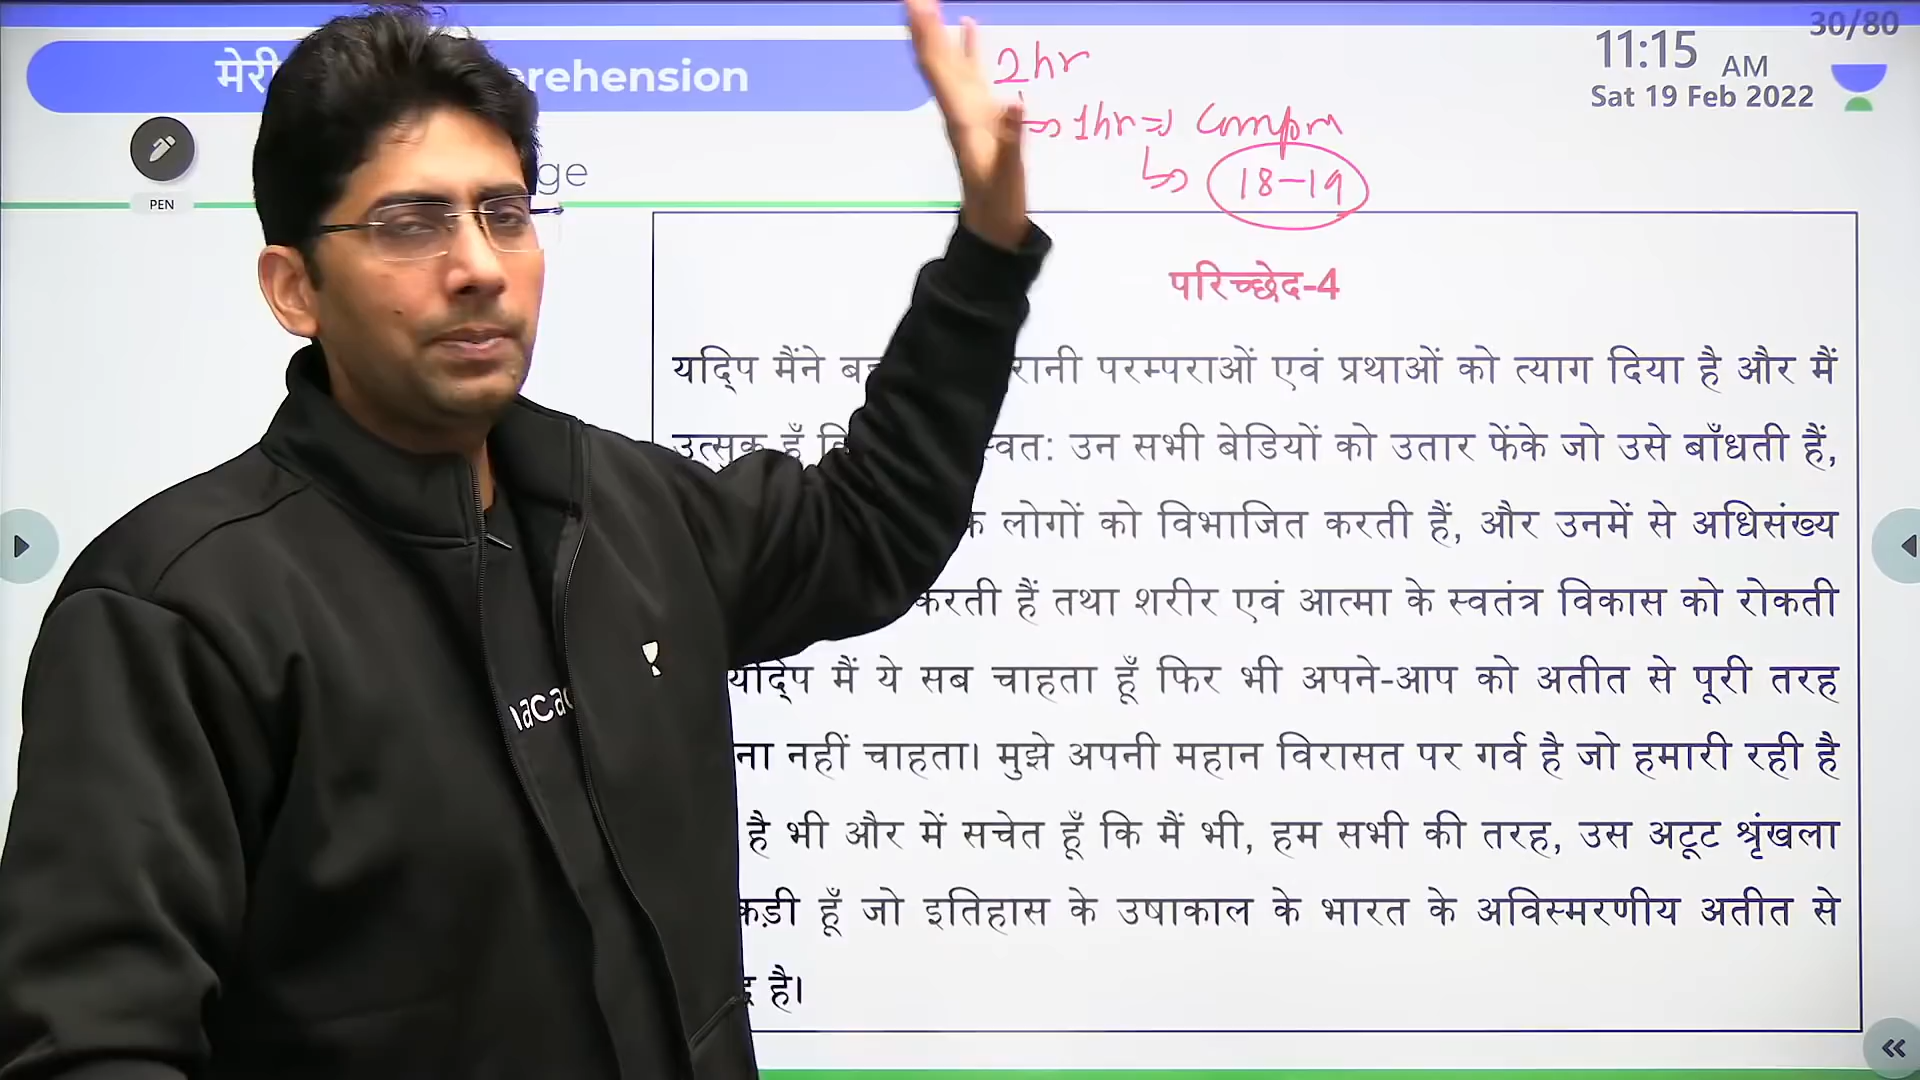 30/80
11:15 AM
Sat 19 Feb 2022
मेरी rehension
2hr
1hr ⇒ Compr
18-19
PEN
ge
परिच्छेद-4
यद्पि मैंने परम्पराओं एवं प्रथाओं को त्याग दिया है और मैं
उत्सुक हूँ उन सभी बेडियों को उतार फेंके जो उसे बाँधती हैं,
लोगों को विभाजित करती हैं, और उनमें से अधिसंख्य
करती हैं तथा शरीर एवं आत्मा के स्वतंत्र विकास को रोकती
यद्पि मैं ये सब चाहता हूँ फिर भी अपने-आप को अतीत से पूरी तरह
ना नहीं चाहता। मुझे अपनी महान विरासत पर गर्व है जो हमारी रही है
है भी और में सचेत हूँ कि मैं भी, हम सभी की तरह, उस अटूट श्रृंखला
कड़ी हूँ जो इतिहास के उषाकाल के भारत के अविस्मरणीय अतीत से
है।